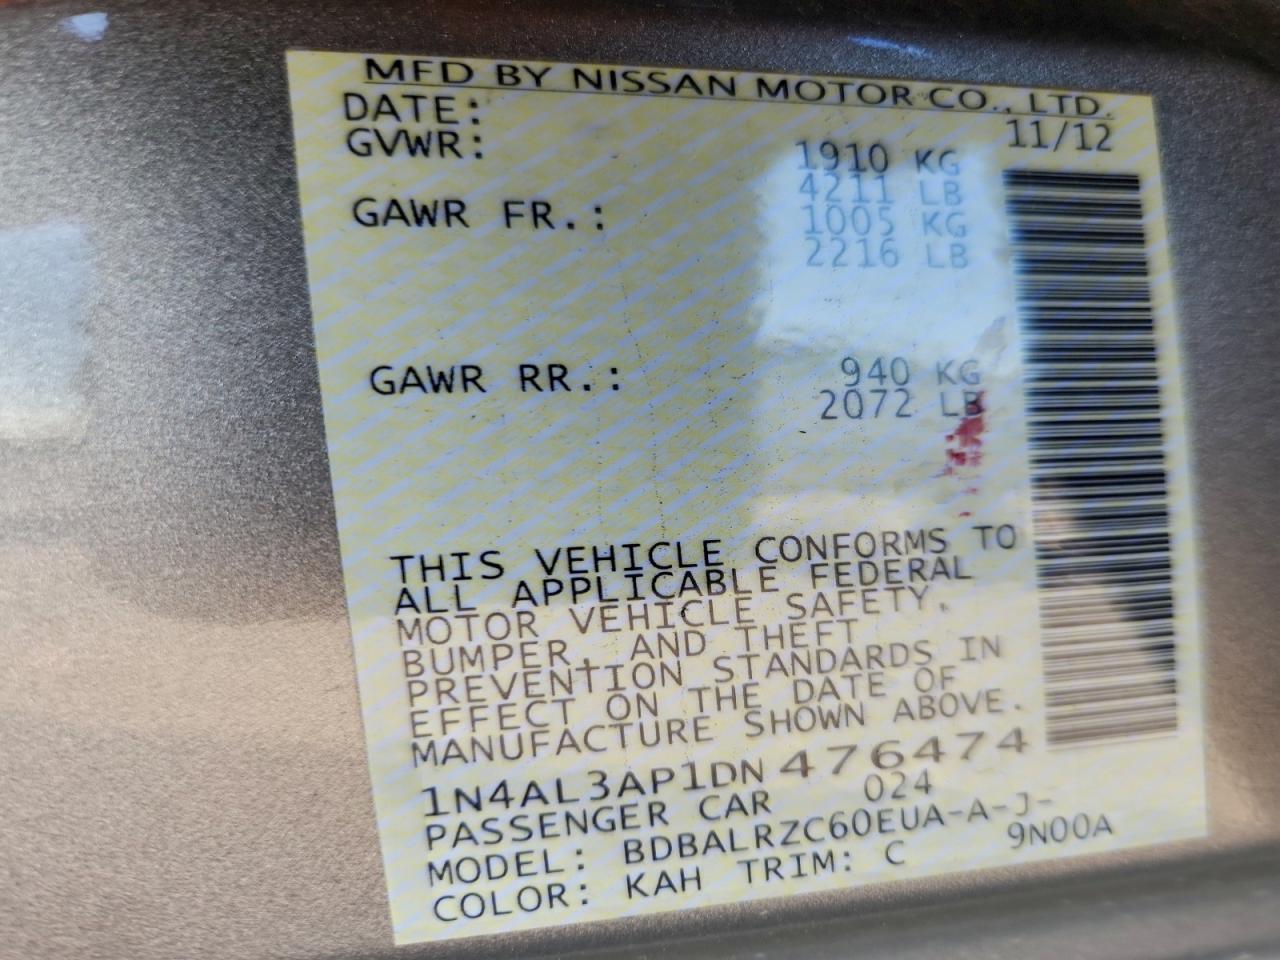 MFD BY NISSAN MOTOR CO., LTD.
DATE: 11/12
GVWR: 1910 KG
4211 LB
GAWR FR.: 1005 KG
2216 LB
GAWR RR.: 940 KG
2072 LB
THIS VEHICLE CONFORMS TO
ALL APPLICABLE FEDERAL
MOTOR VEHICLE SAFETY,
BUMPER, AND THEFT
PREVENTION STANDARDS IN
EFFECT ON THE DATE OF
MANUFACTURE SHOWN ABOVE.
1N4AL3AP1DN476474
PASSENGER CAR 024
MODEL: BDBALRZC60EUA-A-J-
COLOR: KAH TRIM: C 9N00A